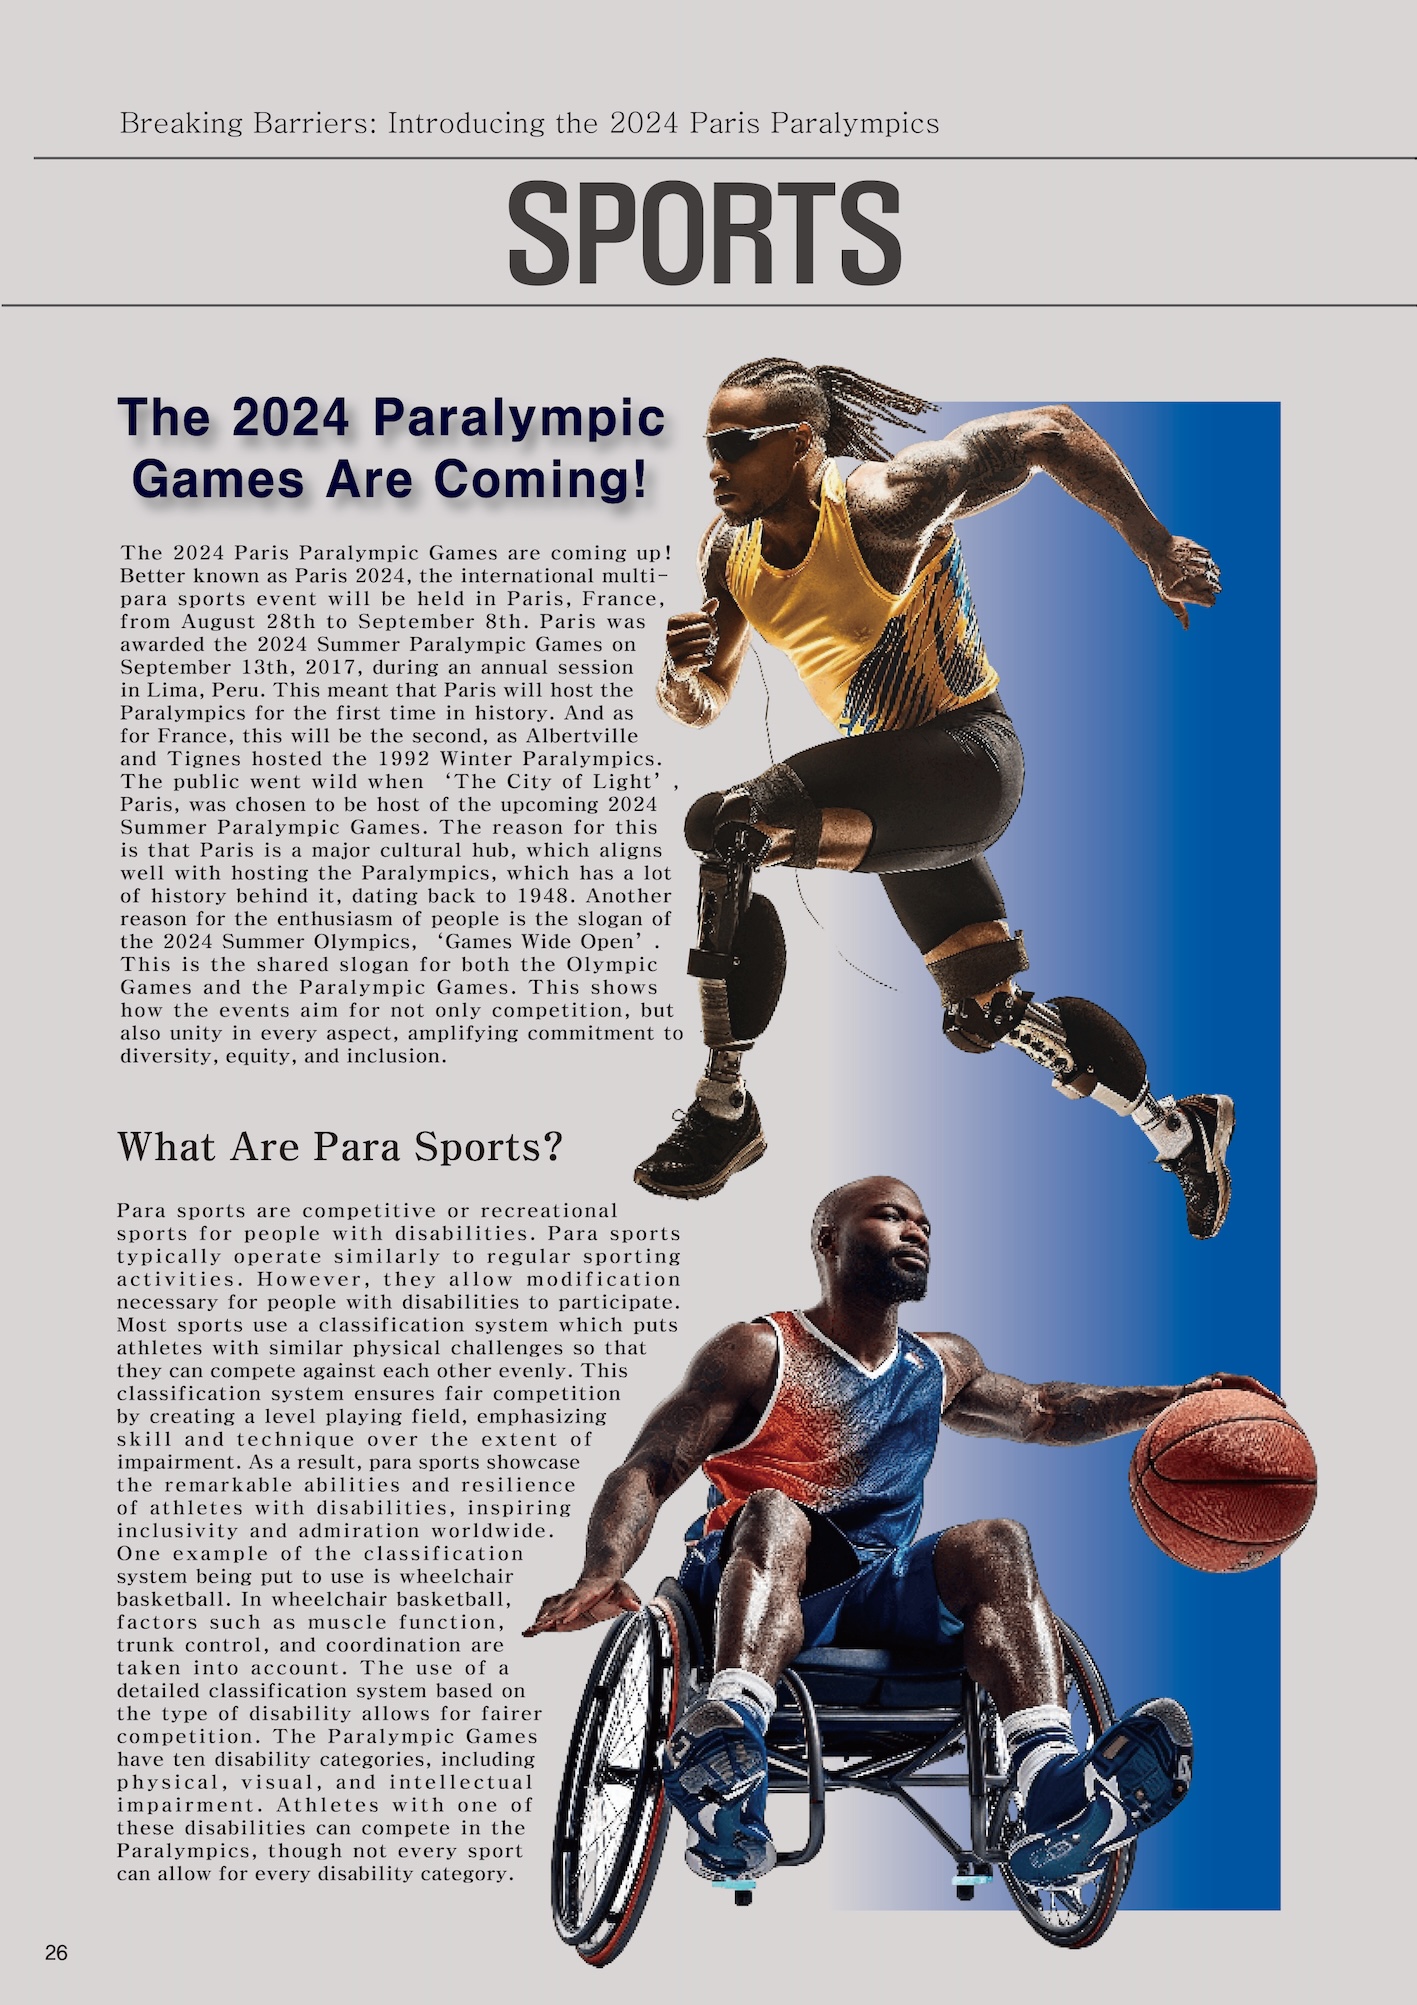 Breaking Barriers: Introducing the 2024 Paris Paralympics
SPORTS
The 2024 Paralympic
Games Are Coming!
The 2024 Paris Paralympic Games are coming up!
Better known as Paris 2024, the international multi-
para sports event will be held in Paris, France,
from August 28th to September 8th. Paris was
awarded the 2024 Summer Paralympic Games on
September 13th, 2017, during an annual session
in Lima, Peru. This meant that Paris will host the
Paralympics for the first time in history. And as
for France, this will be the second, as Albertville
and Tignes hosted the 1992 Winter Paralympics.
The public went wild when ‘The City of Light’,
Paris, was chosen to be host of the upcoming 2024
Summer Paralympic Games. The reason for this
is that Paris is a major cultural hub, which aligns
well with hosting the Paralympics, which has a lot
of history behind it, dating back to 1948. Another
reason for the enthusiasm of people is the slogan of
the 2024 Summer Olympics, ‘Games Wide Open’.
This is the shared slogan for both the Olympic
Games and the Paralympic Games. This shows
how the events aim for not only competition, but
also unity in every aspect, amplifying commitment to
diversity, equity, and inclusion.
What Are Para Sports?
Para sports are competitive or recreational
sports for people with disabilities. Para sports
typically operate similarly to regular sporting
activities. However, they allow modification
necessary for people with disabilities to participate.
Most sports use a classification system which puts
athletes with similar physical challenges so that
they can compete against each other evenly. This
classification system ensures fair competition
by creating a level playing field, emphasizing
skill and technique over the extent of
impairment. As a result, para sports showcase
the remarkable abilities and resilience
of athletes with disabilities, inspiring
inclusivity and admiration worldwide.
One example of the classification
system being put to use is wheelchair
basketball. In wheelchair basketball,
factors such as muscle function,
trunk control, and coordination are
taken into account. The use of a
detailed classification system based on
the type of disability allows for fairer
competition. The Paralympic Games
have ten disability categories, including
physical, visual, and intellectual
impairment. Athletes with one of
these disabilities can compete in the
Paralympics, though not every sport
can allow for every disability category.
26